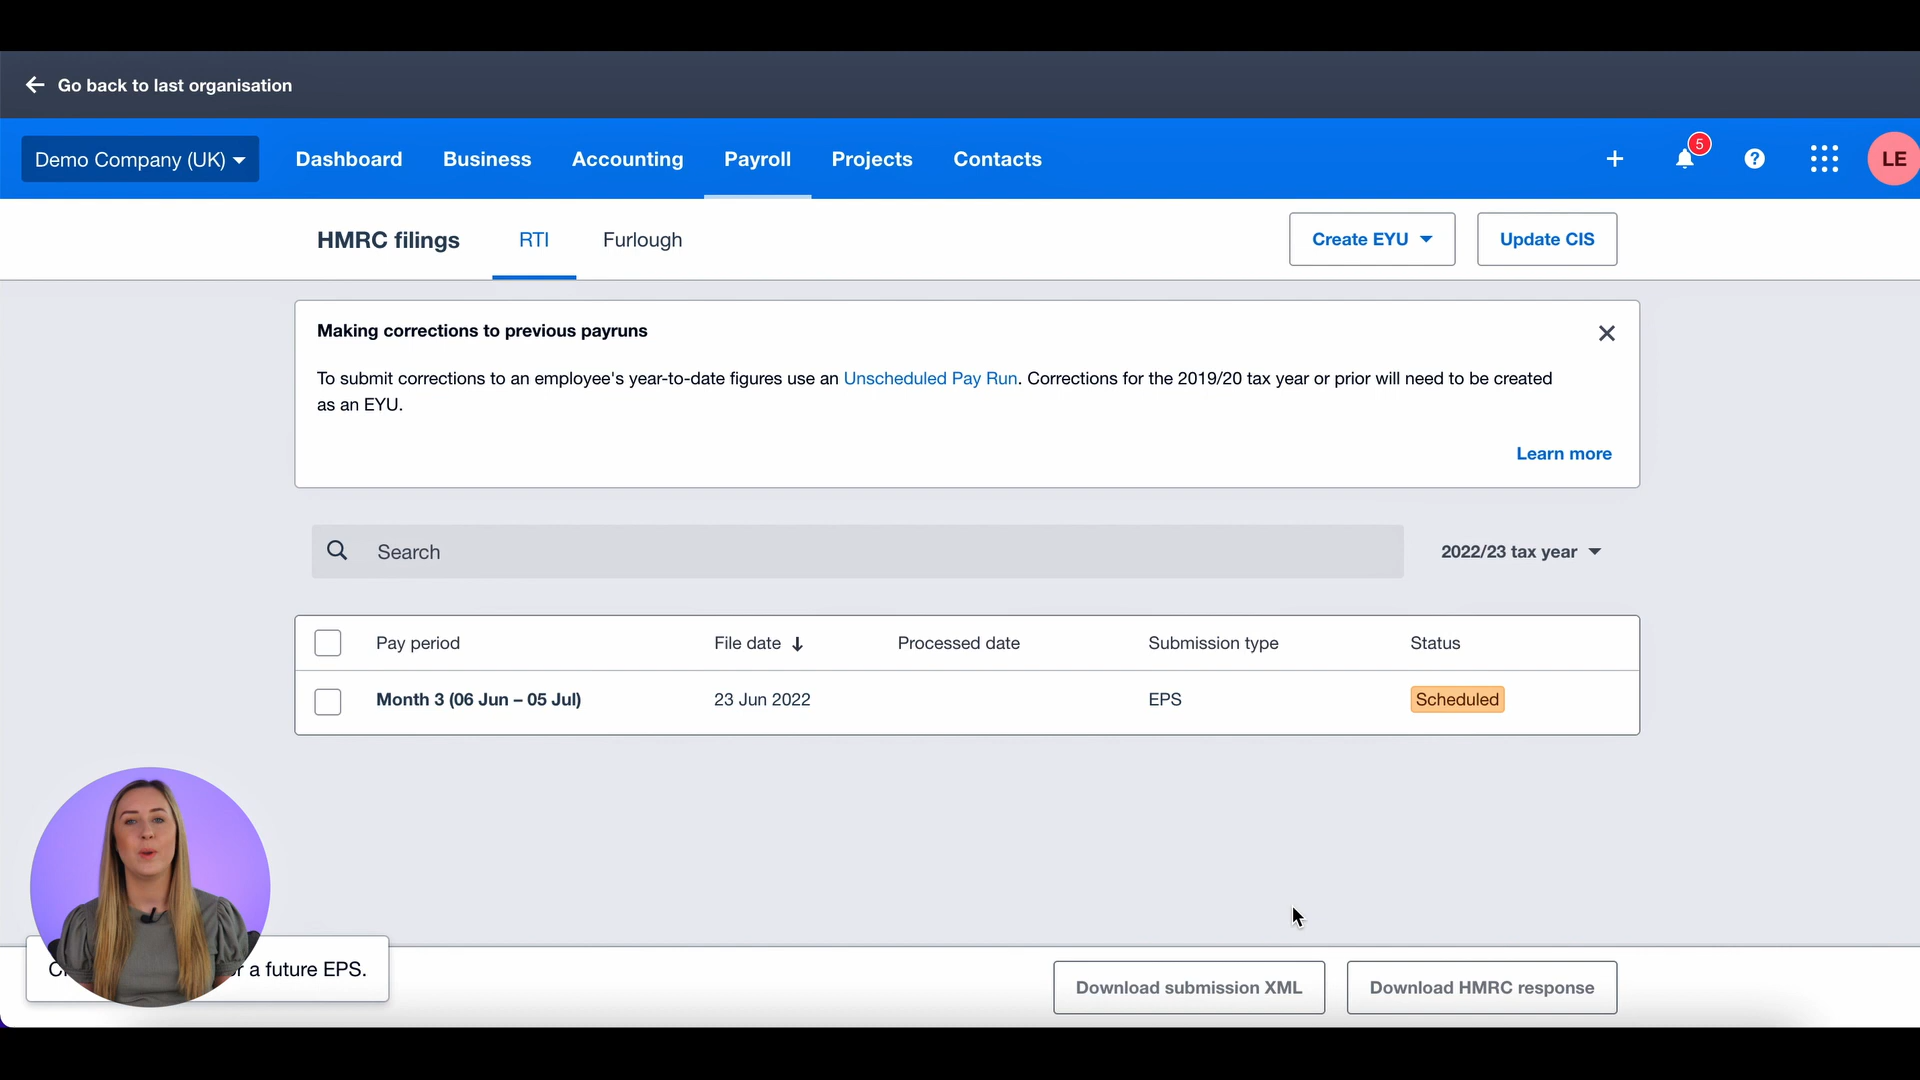 Go back to last organisation
Demo Company (UK) Dashboard Business Accounting Payroll Projects Contacts 5 LE
HMRC filings RTI Furlough Create EYU Update CIS
Making corrections to previous payruns
To submit corrections to an employee's year-to-date figures use an Unscheduled Pay Run. Corrections for the 2019/20 tax year or prior will need to be created
as an EYU.
Learn more
Search 2022/23 tax year
Pay period File date Processed date Submission type Status
Month 3 (06 Jun – 05 Jul) 23 Jun 2022 EPS Scheduled
a future EPS.
Download submission XML Download HMRC response